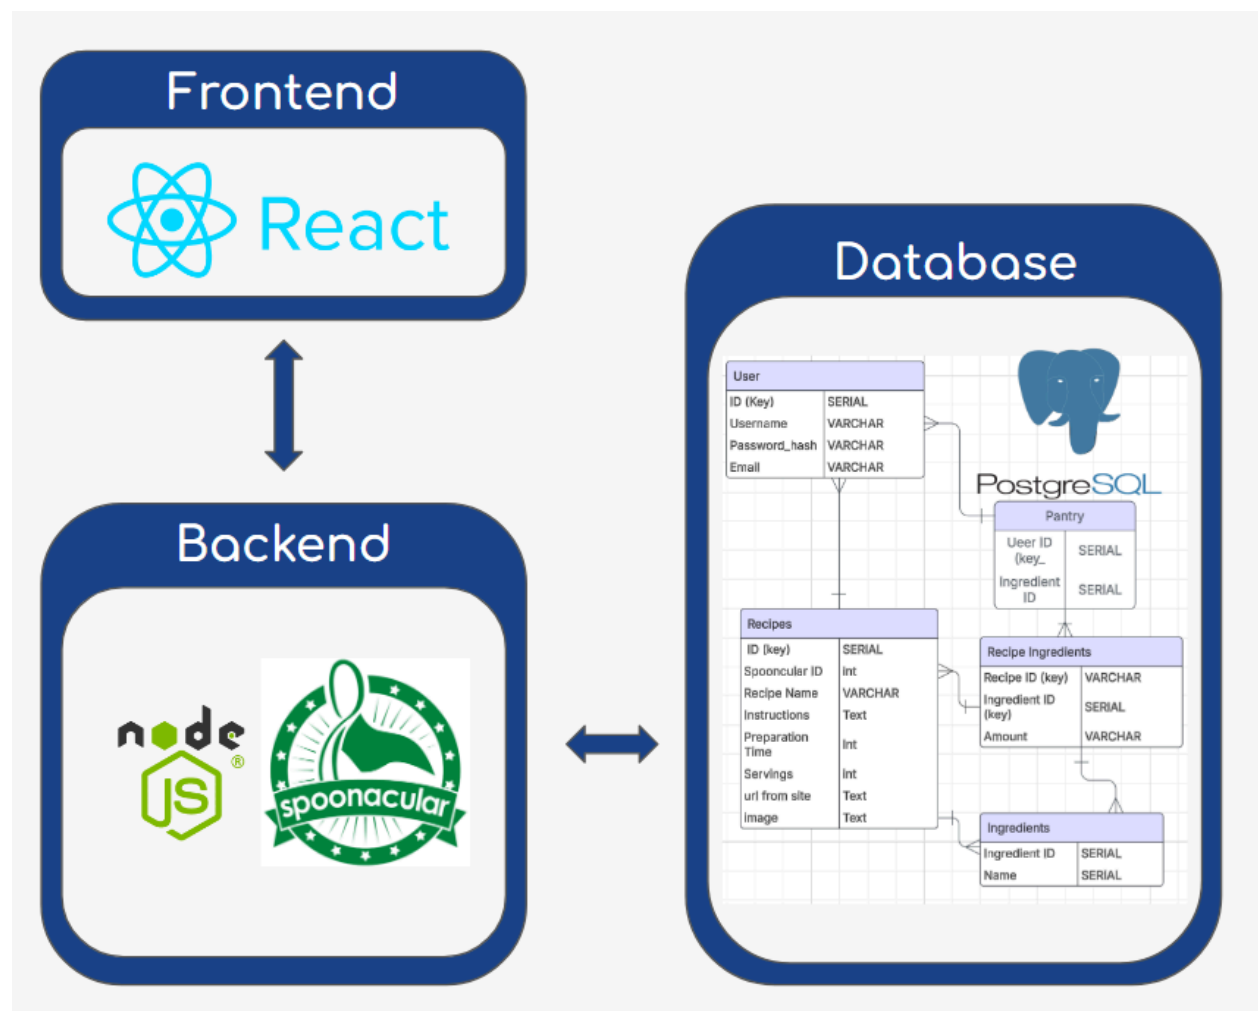 Frontend
React
Backend
node
JS
®
spoonacular
Database
PostgreSQL
User
ID (Key) SERIAL
Username VARCHAR
Password_hash VARCHAR
Email VARCHAR
Pantry
Ueer ID
(key_ SERIAL
Ingredient
ID SERIAL
Recipes
ID (key) SERIAL
Spooncular ID int
Recipe Name VARCHAR
Instructions Text
Preparation
Time Int
Servings int
url from site Text
image Text
Recipe Ingredients
Recipe ID (key) VARCHAR
Ingredient ID
(key) SERIAL
Amount VARCHAR
Ingredients
Ingredient ID SERIAL
Name SERIAL